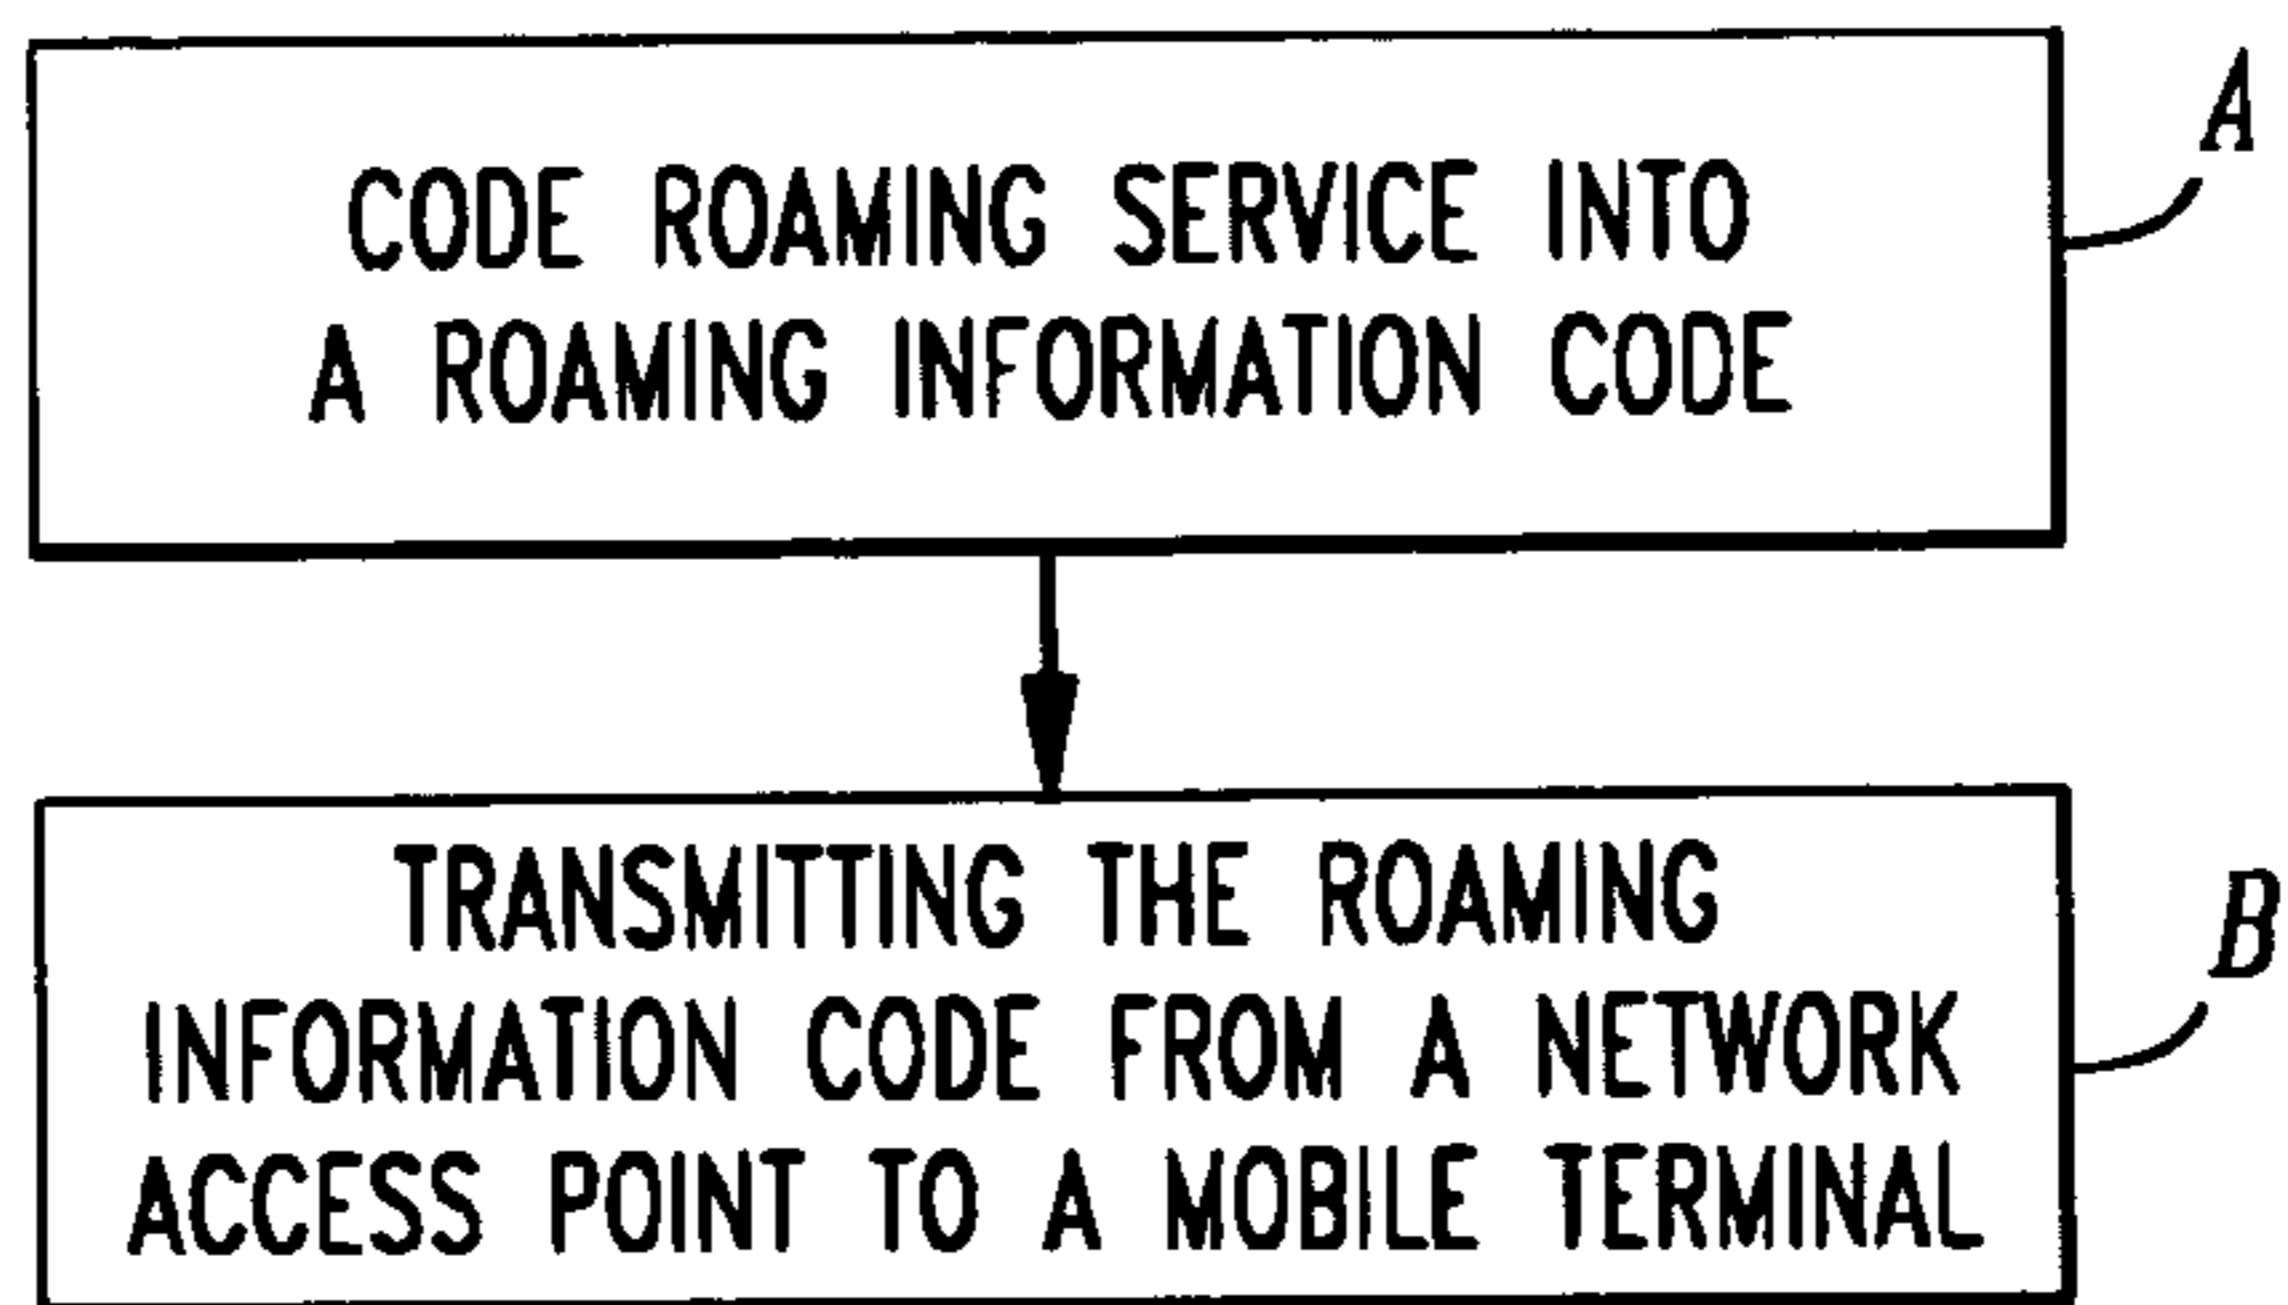 CODE ROAMING SERVICE INTO
A ROAMING INFORMATION CODE
A
TRANSMITTING THE ROAMING
INFORMATION CODE FROM A NETWORK
ACCESS POINT TO A MOBILE TERMINAL
B